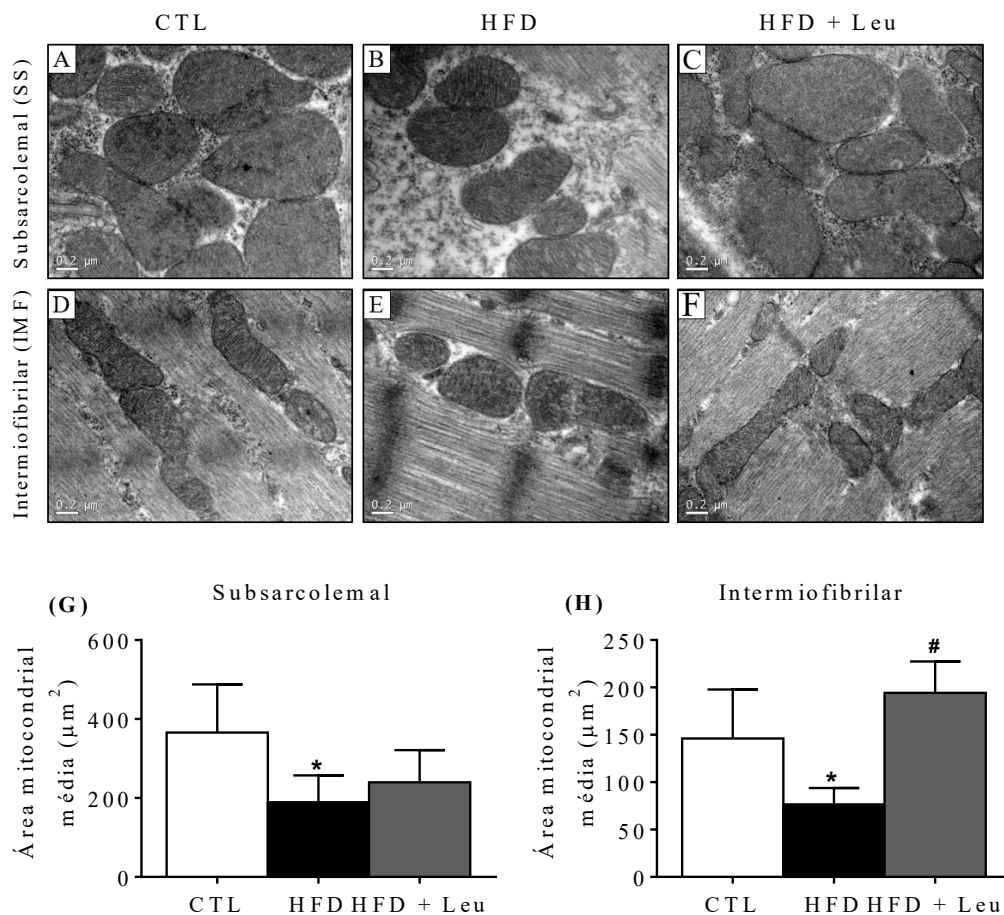 CTL HFD HFD + Leu
Subsarcolemal (SS)
A B C
0.2 µm 0.2 µm 0.2 µm
Intermiofibrilar (IMF)
D E F
0.2 µm 0.2 µm 0.2 µm
(G) Subsarcolemal
Área mitocondrial
média (µm²)
600
400
200
0
*
CTL HFD HFD + Leu
(H) Intermiofibrilar
Área mitocondrial
média (µm²)
250
200
150
100
50
0
*
#
CTL HFD HFD + Leu